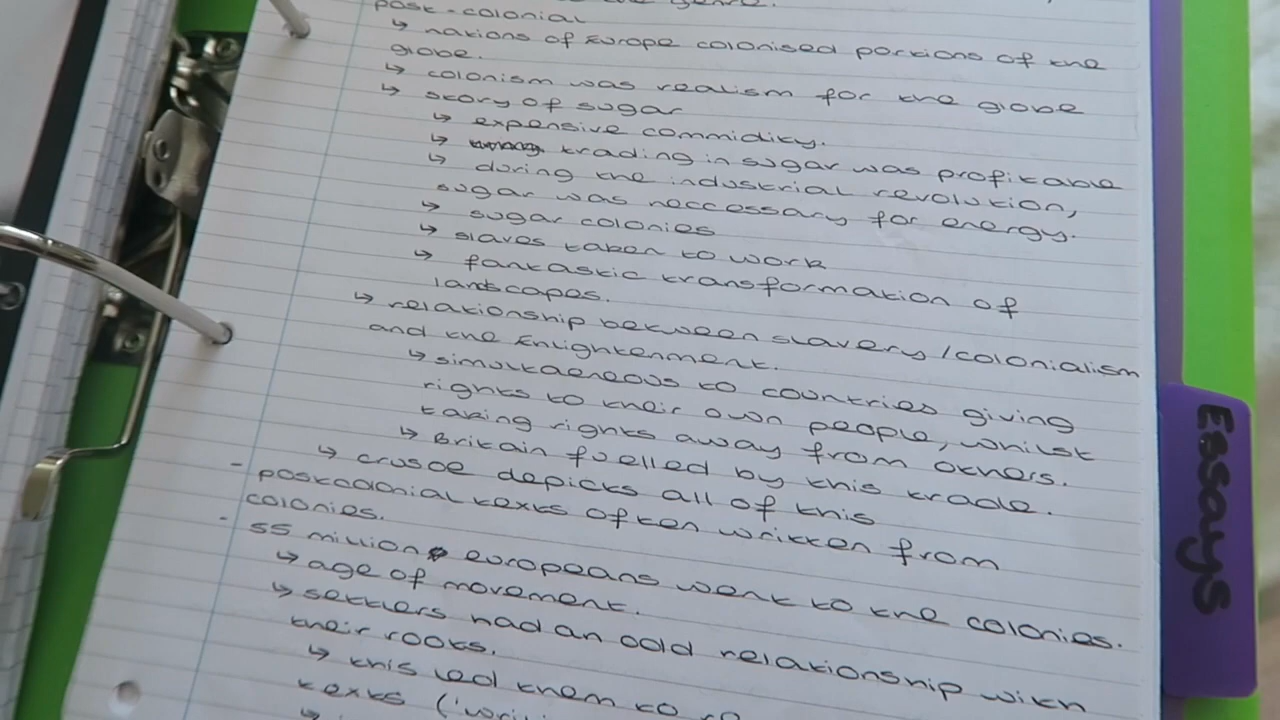 post-colonial
↳ nations of Europe colonised portions of the
globe.
↳ colonism was realism for the globe
↳ story of sugar
↳ expensive commidity.
↳ trading in sugar was profitable
↳ during the industrial revolution,
sugar was neccessary for energy.
↳ sugar colonies
↳ slaves taken to work
↳ fantastic transformation of
lantscapes.
↳ relationship between slavery / colonialism
and the Enlightenment.
↳ simultaeneous to countries giving
rights to their own people, whilst
taking rights away from others.
↳ Britain fuelled by this trade.
↳ crusoe depicts all of this
- postcolonial texts often written from
colonies.
- 55 million europeans went to the colonies.
↳ age of movement.
↳ settlers had an odd relationship with
their roots.
↳ this led them to
texts
Essays